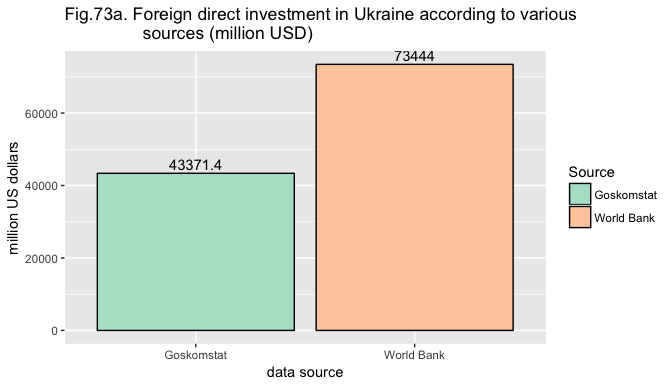 Fig.73a. Foreign direct investment in Ukraine according to various
sources (million USD)
73444
43371.4
60000
40000
20000
0
million US dollars
Goskomstat
World Bank
data source
Source
Goskomstat
World Bank